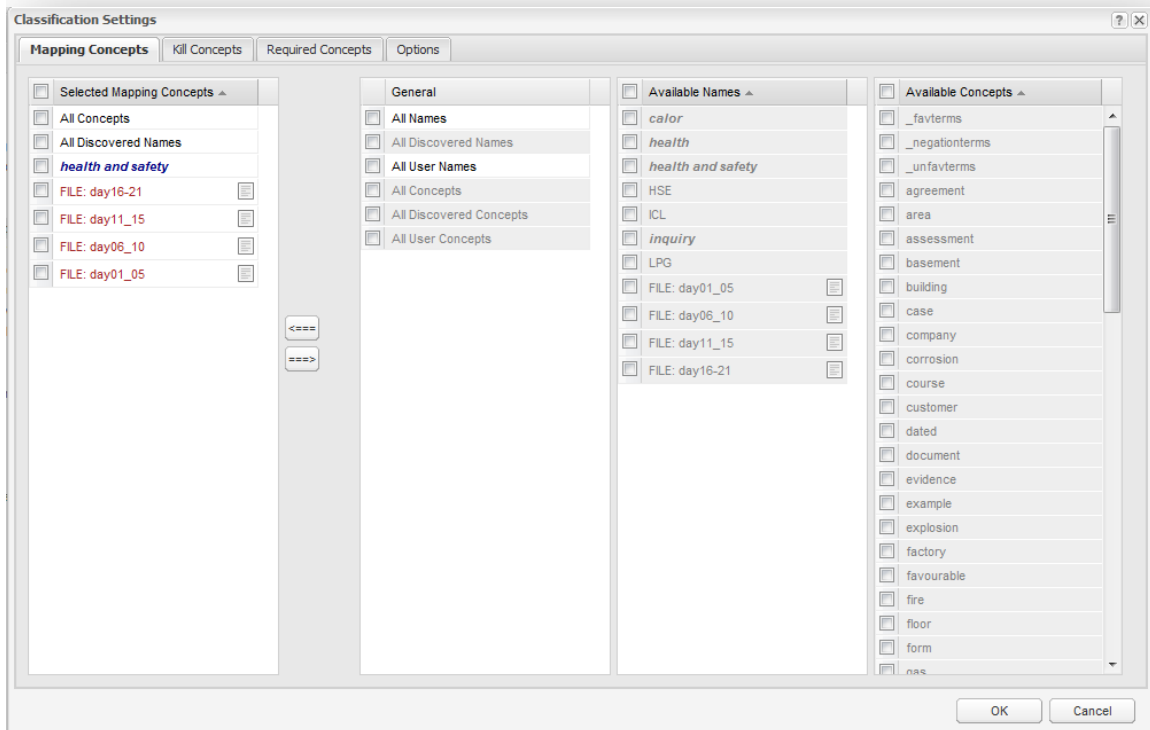 Classification Settings
?
X
Mapping Concepts
Kill Concepts
Required Concepts
Options
Selected Mapping Concepts
All Concepts
All Discovered Names
health and safety
FILE: day16-21
FILE: day11_15
FILE: day06_10
FILE: day01_05
<===
===>
General
All Names
All Discovered Names
All User Names
All Concepts
All Discovered Concepts
All User Concepts
Available Names
calor
health
health and safety
HSE
ICL
inquiry
LPG
FILE: day01_05
FILE: day06_10
FILE: day11_15
FILE: day16-21
Available Concepts
_favterms
_negationterms
_unfavterms
agreement
area
assessment
basement
building
case
company
corrosion
course
customer
dated
document
evidence
example
explosion
factory
favourable
fire
floor
form
gas
OK
Cancel